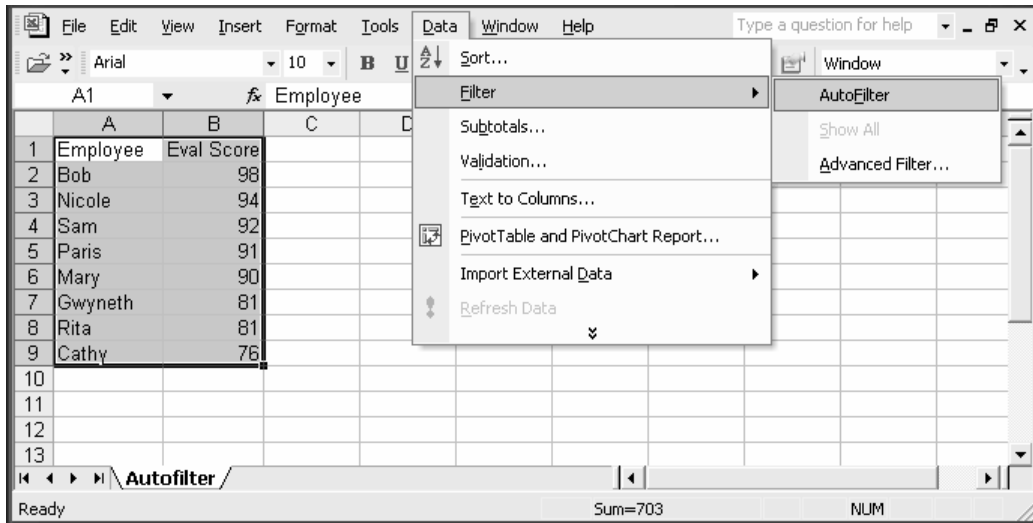 File Edit View Insert Format Tools Data Window Help Type a question for help
Arial 10 B U Window
A1 fx Employee
A B C D
1 Employee Eval Score
2 Bob 98
3 Nicole 94
4 Sam 92
5 Paris 91
6 Mary 90
7 Gwyneth 81
8 Rita 81
9 Cathy 76
10
11
12
13
Sort...
Filter
Subtotals...
Validation...
Text to Columns...
PivotTable and PivotChart Report...
Import External Data
Refresh Data
AutoFilter
Show All
Advanced Filter...
Autofilter
Ready Sum=703 NUM